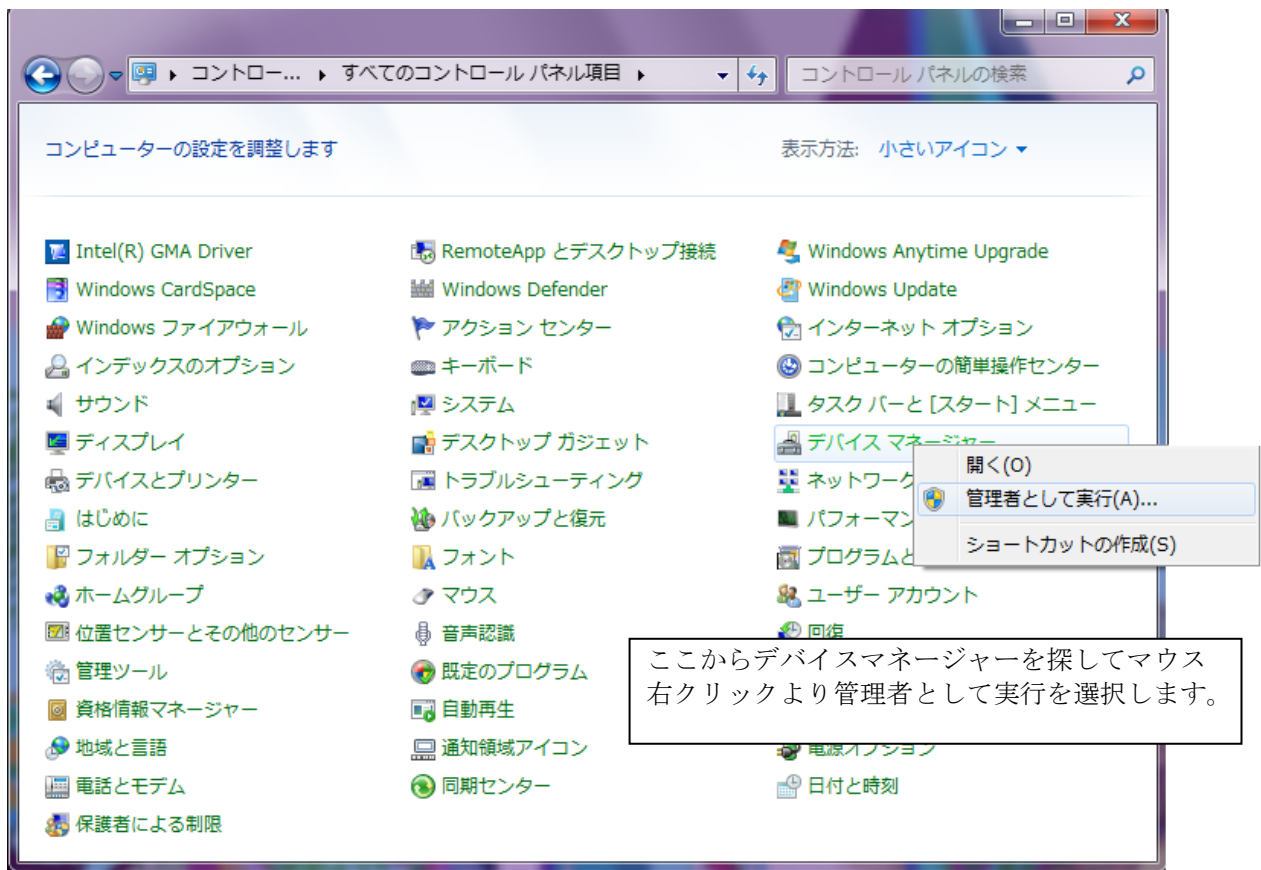 コントロー... すべてのコントロール パネル項目 コントロール パネルの検索
コンピューターの設定を調整します 表示方法: 小さいアイコン
Intel(R) GMA Driver RemoteApp とデスクトップ接続 Windows Anytime Upgrade
Windows CardSpace Windows Defender Windows Update
Windows ファイアウォール アクション センター インターネット オプション
インデックスのオプション キーボード コンピューターの簡単操作センター
サウンド システム タスク バーと [スタート] メニュー
ディスプレイ デスクトップ ガジェット デバイス マネージャー
開く(O)
デバイスとプリンター トラブルシューティング ネットワーク
管理者として実行(A)...
はじめに バックアップと復元 パフォーマン
ショートカットの作成(S)
フォルダー オプション フォント プログラムと
ホームグループ マウス ユーザー アカウント
位置センサーとその他のセンサー 音声認識 回復
ここからデバイスマネージャーを探してマウス
右クリックより管理者として実行を選択します。
管理ツール 既定のプログラム
資格情報マネージャー 自動再生
地域と言語 通知領域アイコン 電源オプション
電話とモデム 同期センター 日付と時刻
保護者による制限